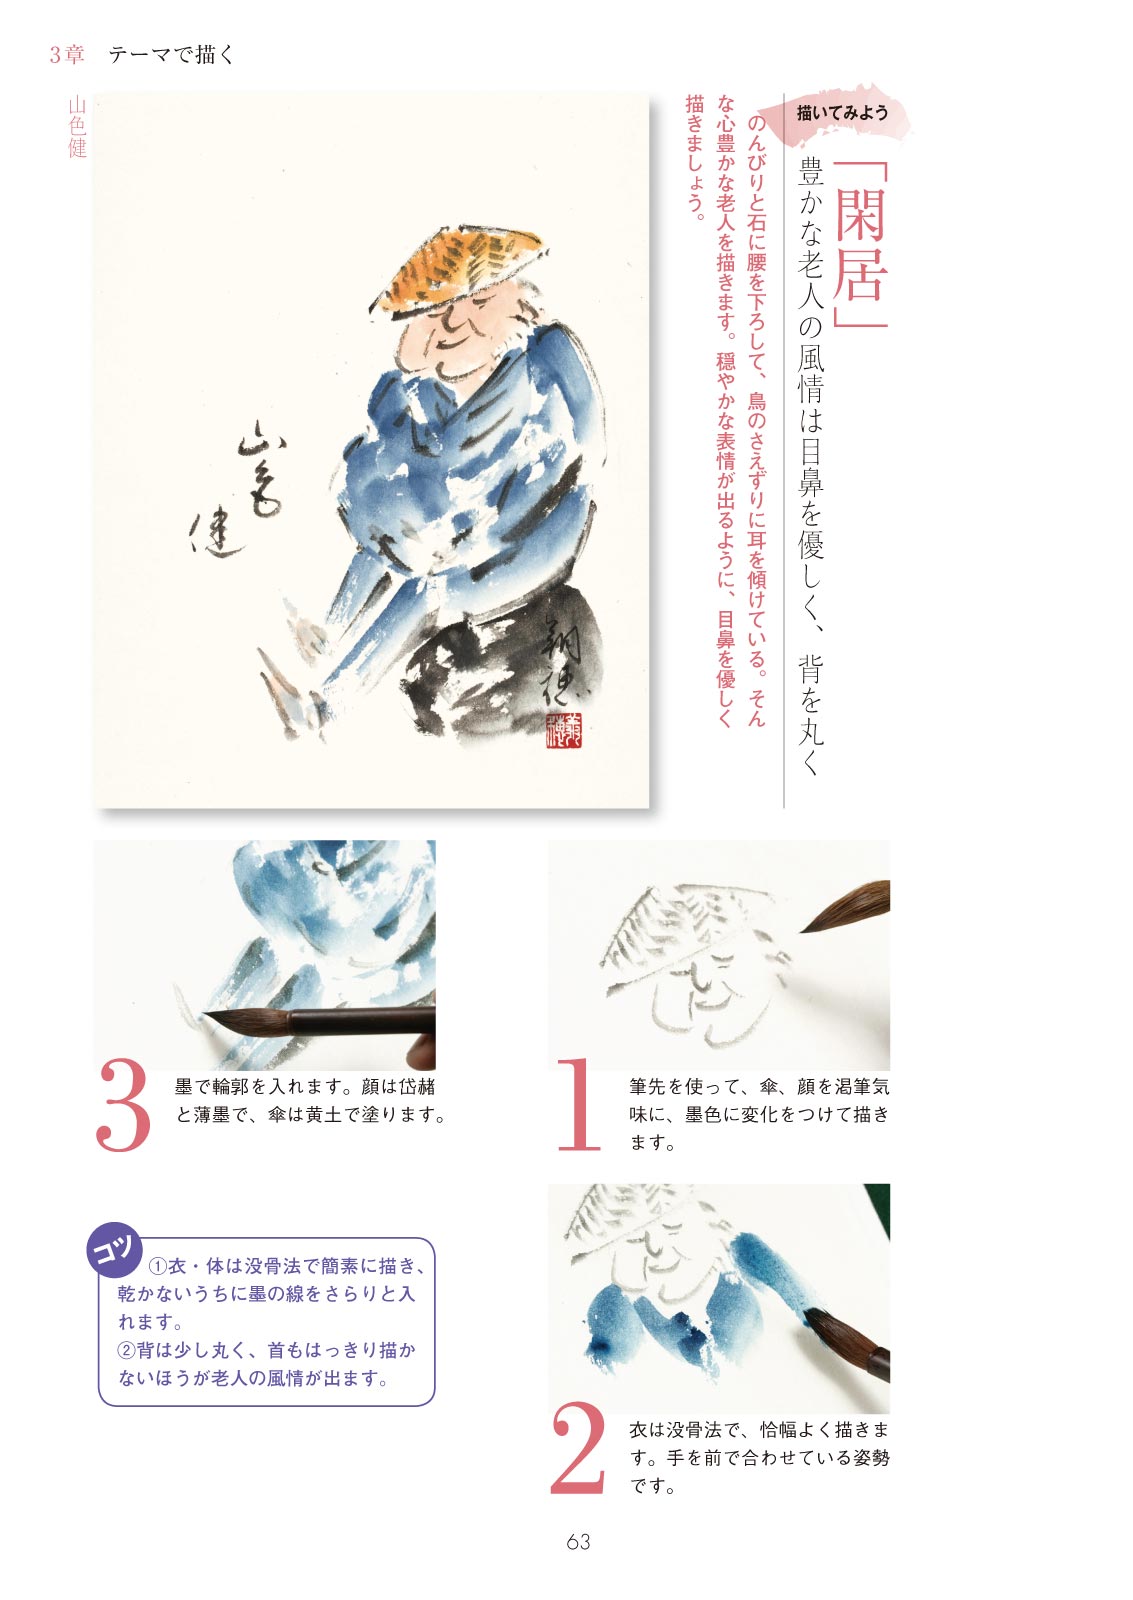 3章　テーマで描く
描いてみよう
「閑居」
豊かな老人の風情は目鼻を優しく、背を丸く
のんびりと石に腰を下ろして、鳥のさえずりに耳を傾けている。そん
な心豊かな老人を描きます。穏やかな表情が出るように、目鼻を優しく
描きましょう。
山色健
山色
健
翔穂
1
筆先を使って、傘、顔を渇筆気
味に、墨色に変化をつけて描き
ます。
2
衣は没骨法で、恰幅よく描きま
す。手を前で合わせている姿勢
です。
3
墨で輪郭を入れます。顔は岱赭
と薄墨で、傘は黄土で塗ります。
コツ
①衣・体は没骨法で簡素に描き、
乾かないうちに墨の線をさらりと入
れます。
②背は少し丸く、首もはっきり描か
ないほうが老人の風情が出ます。
63